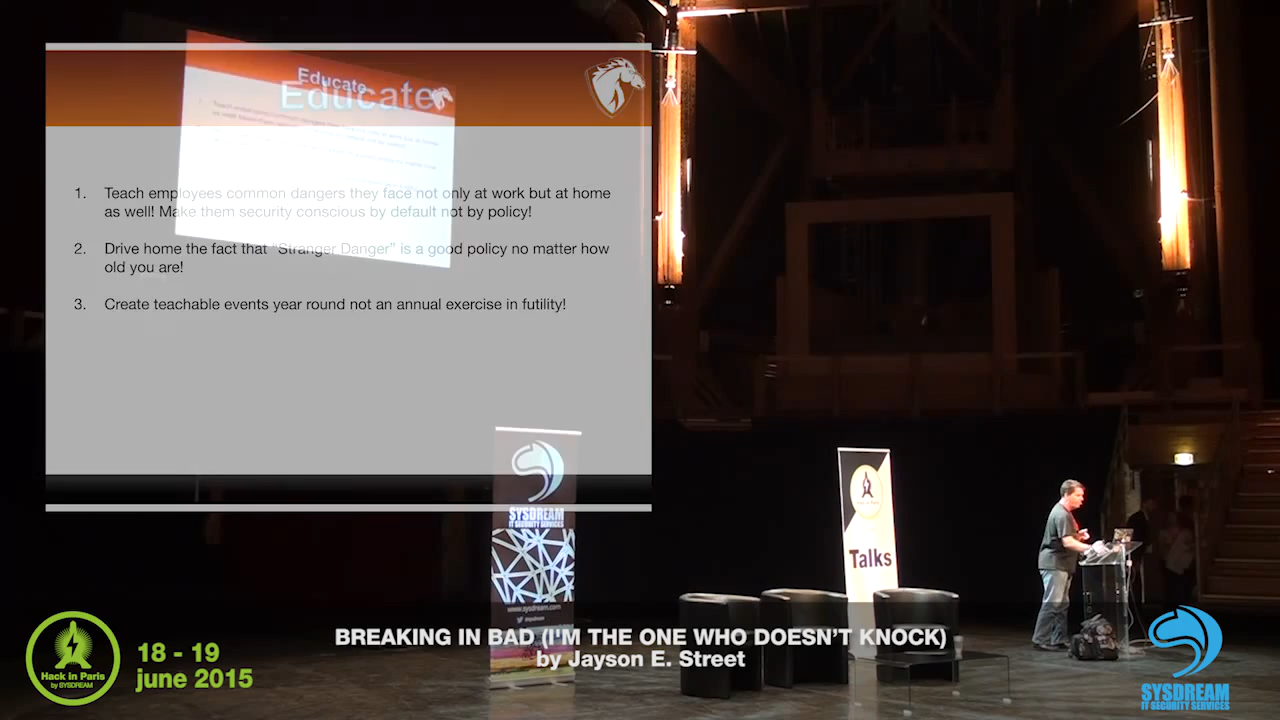 Educate
Educate
1. Teach employees common dangers they face not only at work but at home
as well! Make them security conscious by default not by policy!
2. Drive home the fact that “Stranger Danger” is a good policy no matter how
old you are!
3. Create teachable events year round not an annual exercise in futility!
SYSDREAM
IT SECURITY SERVICES
www.sysdream.com
Hack in Paris
Talks
BREAKING IN BAD (I'M THE ONE WHO DOESN'T KNOCK)
by Jayson E. Street
Hack in Paris
by SYSDREAM
18 - 19
june 2015
SYSDREAM
IT SECURITY SERVICES